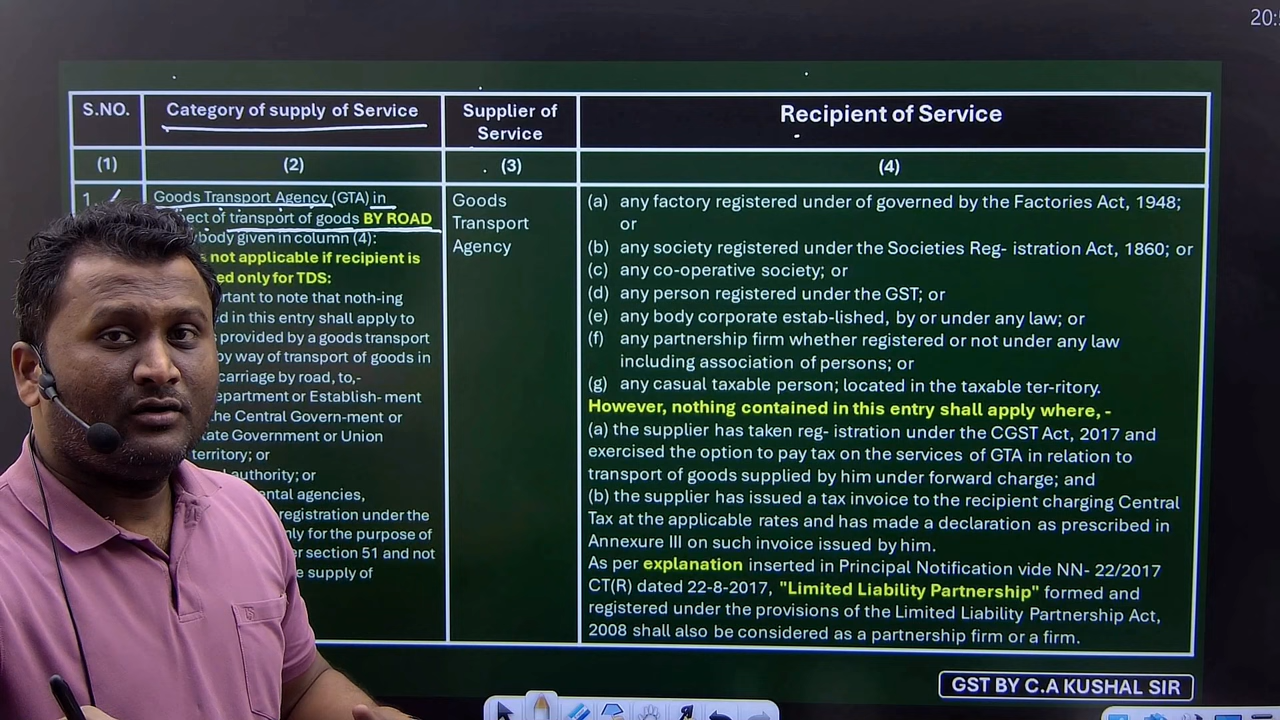 20:
S.NO.
Category of supply of Service
Supplier of
Service
Recipient of Service
(1)
(2)
(3)
(4)
1.
Goods Transport Agency (GTA) in
ect of transport of goods BY ROAD
body given in column (4):
not applicable if recipient is
ed only for TDS:
rtant to note that noth-ing
d in this entry shall apply to
provided by a goods transport
by way of transport of goods in
carriage by road, to,-
epartment or Establish- ment
the Central Govern-ment or
tate Government or Union
territory; or
authority; or
ental agencies,
registration under the
nly for the purpose of
er section 51 and not
e supply of
Goods
Transport
Agency
(a) any factory registered under of governed by the Factories Act, 1948;
or
(b) any society registered under the Societies Reg- istration Act, 1860; or
(c) any co-operative society; or
(d) any person registered under the GST; or
(e) any body corporate estab-lished, by or under any law; or
(f) any partnership firm whether registered or not under any law
including association of persons; or
(g) any casual taxable person; located in the taxable ter-ritory.
However, nothing contained in this entry shall apply where, -
(a) the supplier has taken reg- istration under the CGST Act, 2017 and
exercised the option to pay tax on the services of GTA in relation to
transport of goods supplied by him under forward charge; and
(b) the supplier has issued a tax invoice to the recipient charging Central
Tax at the applicable rates and has made a declaration as prescribed in
Annexure III on such invoice issued by him.
As per explanation inserted in Principal Notification vide NN- 22/2017
CT(R) dated 22-8-2017, "Limited Liability Partnership" formed and
registered under the provisions of the Limited Liability Partnership Act,
2008 shall also be considered as a partnership firm or a firm.
GST BY C.A KUSHAL SIR